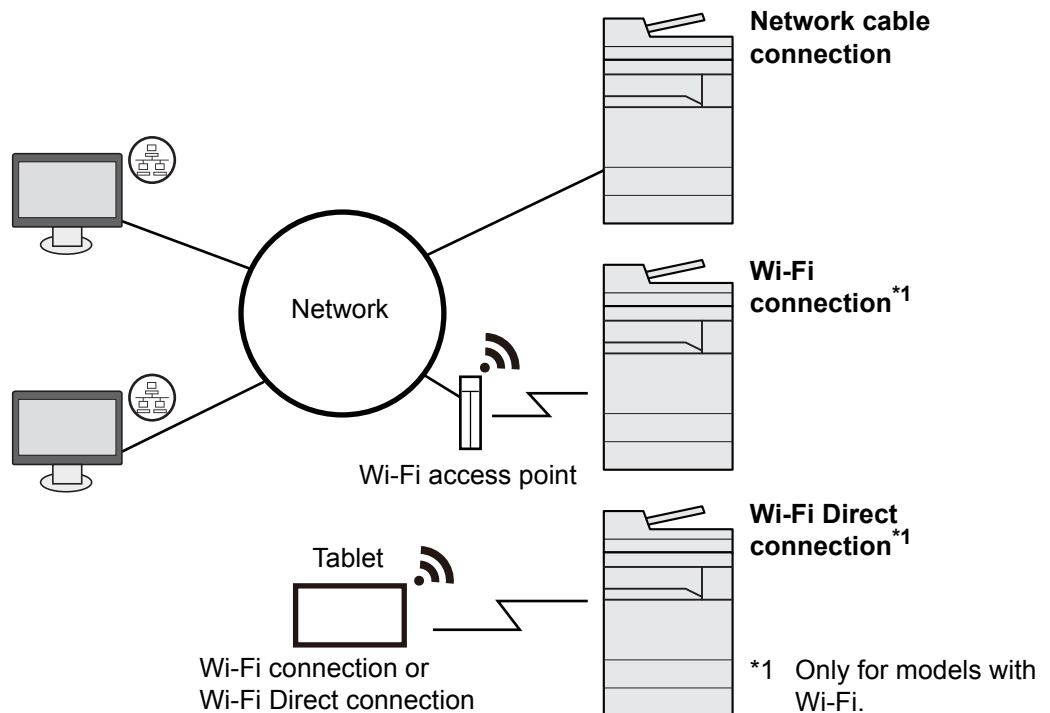 Network cable
connection
Network
Wi-Fi
connection*1
Wi-Fi access point
Wi-Fi Direct
connection*1
Tablet
Wi-Fi connection or
Wi-Fi Direct connection
*1 Only for models with
Wi-Fi.